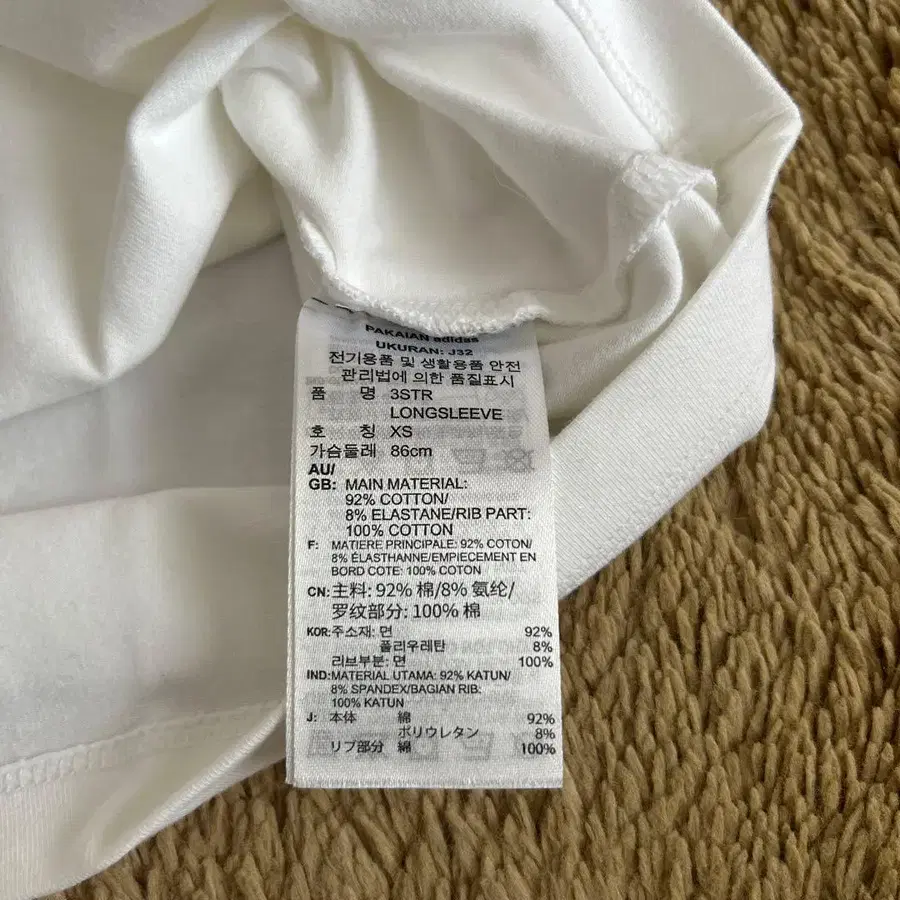 PAKAIAN adidas
UKURAN: J32
전기용품 및 생활용품 안전
관리법에 의한 품질표시
품 명 3STR
LONGSLEEVE
호 칭 XS
가슴둘레 86cm
AU/
GB: MAIN MATERIAL:
92% COTTON/
8% ELASTANE/RIB PART:
100% COTTON
F: MATIERE PRINCIPALE: 92% COTON/
8% ÉLASTHANNE/EMPIECEMENT EN
BORD COTE: 100% COTON
CN: 主料: 92% 棉/8% 氨纶/
罗纹部分: 100% 棉
KOR: 주소재: 면 92%
폴리우레탄 8%
리브부분: 면 100%
IND: MATERIAL UTAMA: 92% KATUN/
8% SPANDEX/BAGIAN RIB:
100% KATUN
J: 本体 綿 92%
ポリウレタン 8%
リブ部分 綿 100%